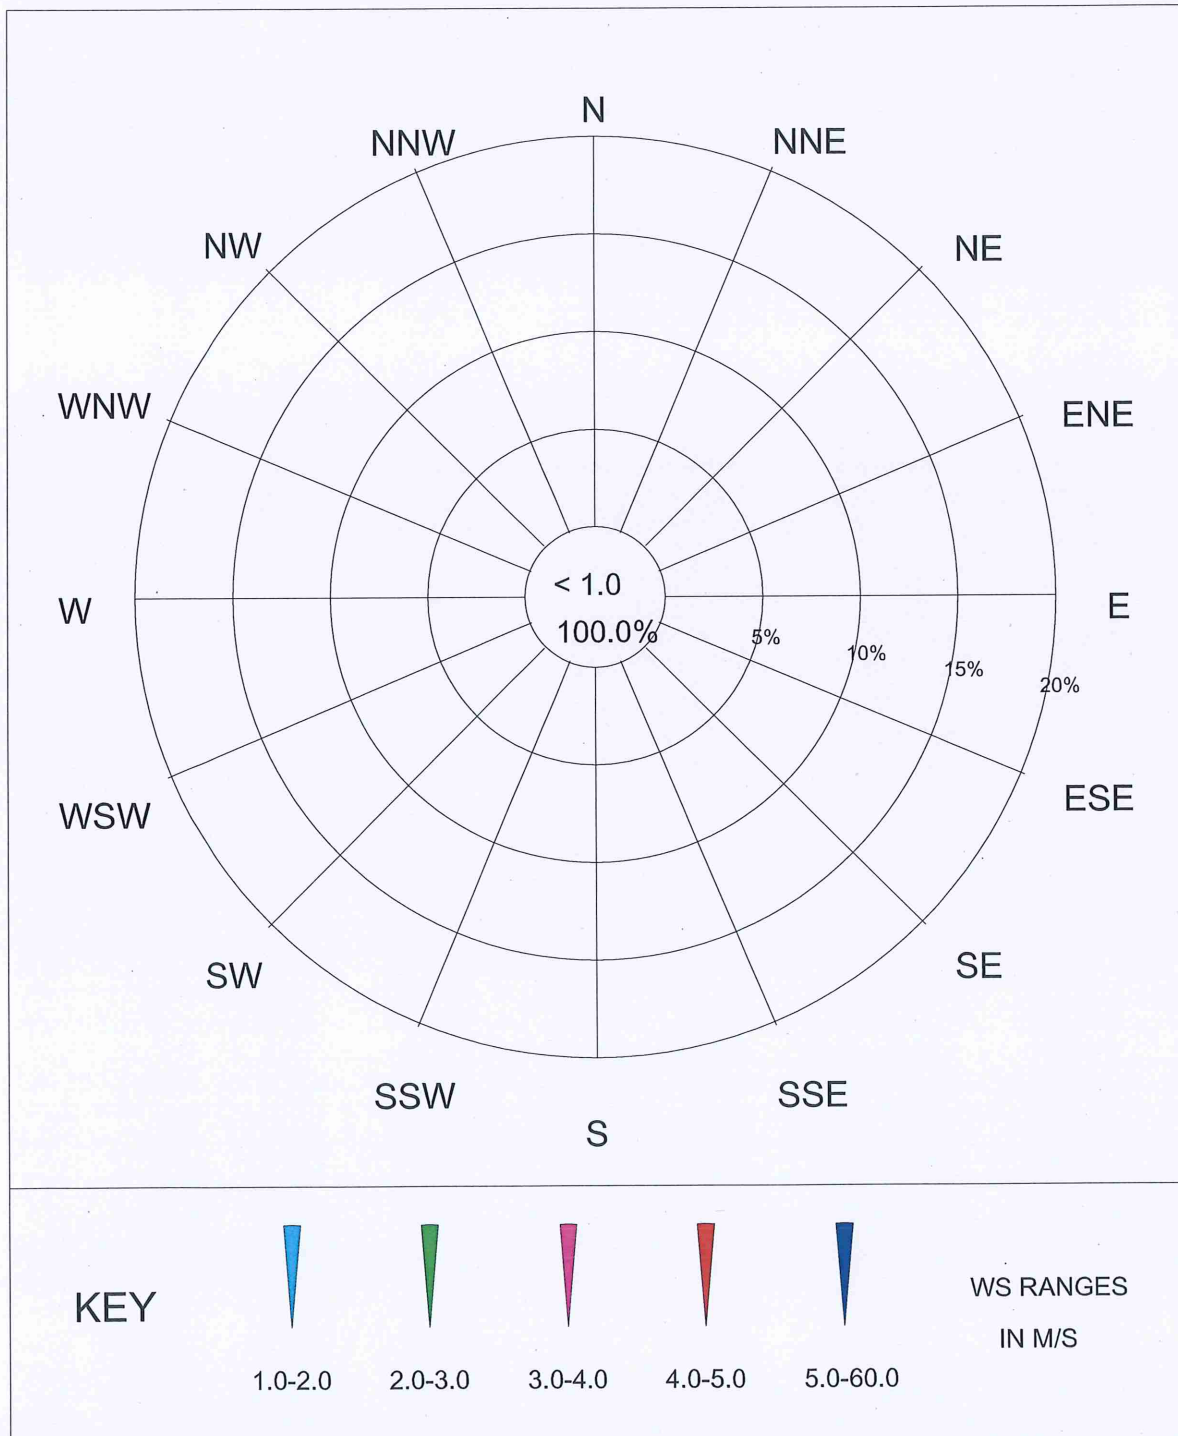 N
NNW
NNE
NW
NE
WNW
ENE
< 1.0
W
E
100.0%
5%
10%
15%
20%
ESE
WSW
SE
SW
SSW
SSE
S
KEY
WS RANGES
IN M/S
1.0-2.0
2.0-3.0
3.0-4.0
4.0-5.0
5.0-60.0